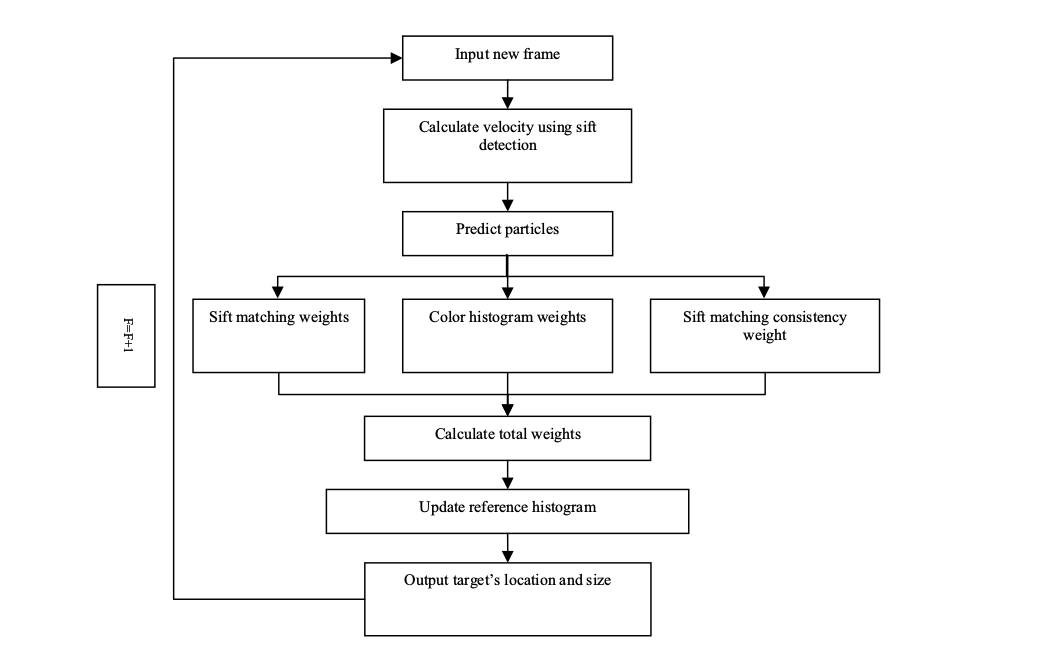 Input new frame
Calculate velocity using sift
detection
Predict particles
Sift matching weights
Color histogram weights
Sift matching consistency
weight
F=F+1
Calculate total weights
Update reference histogram
Output target’s location and size